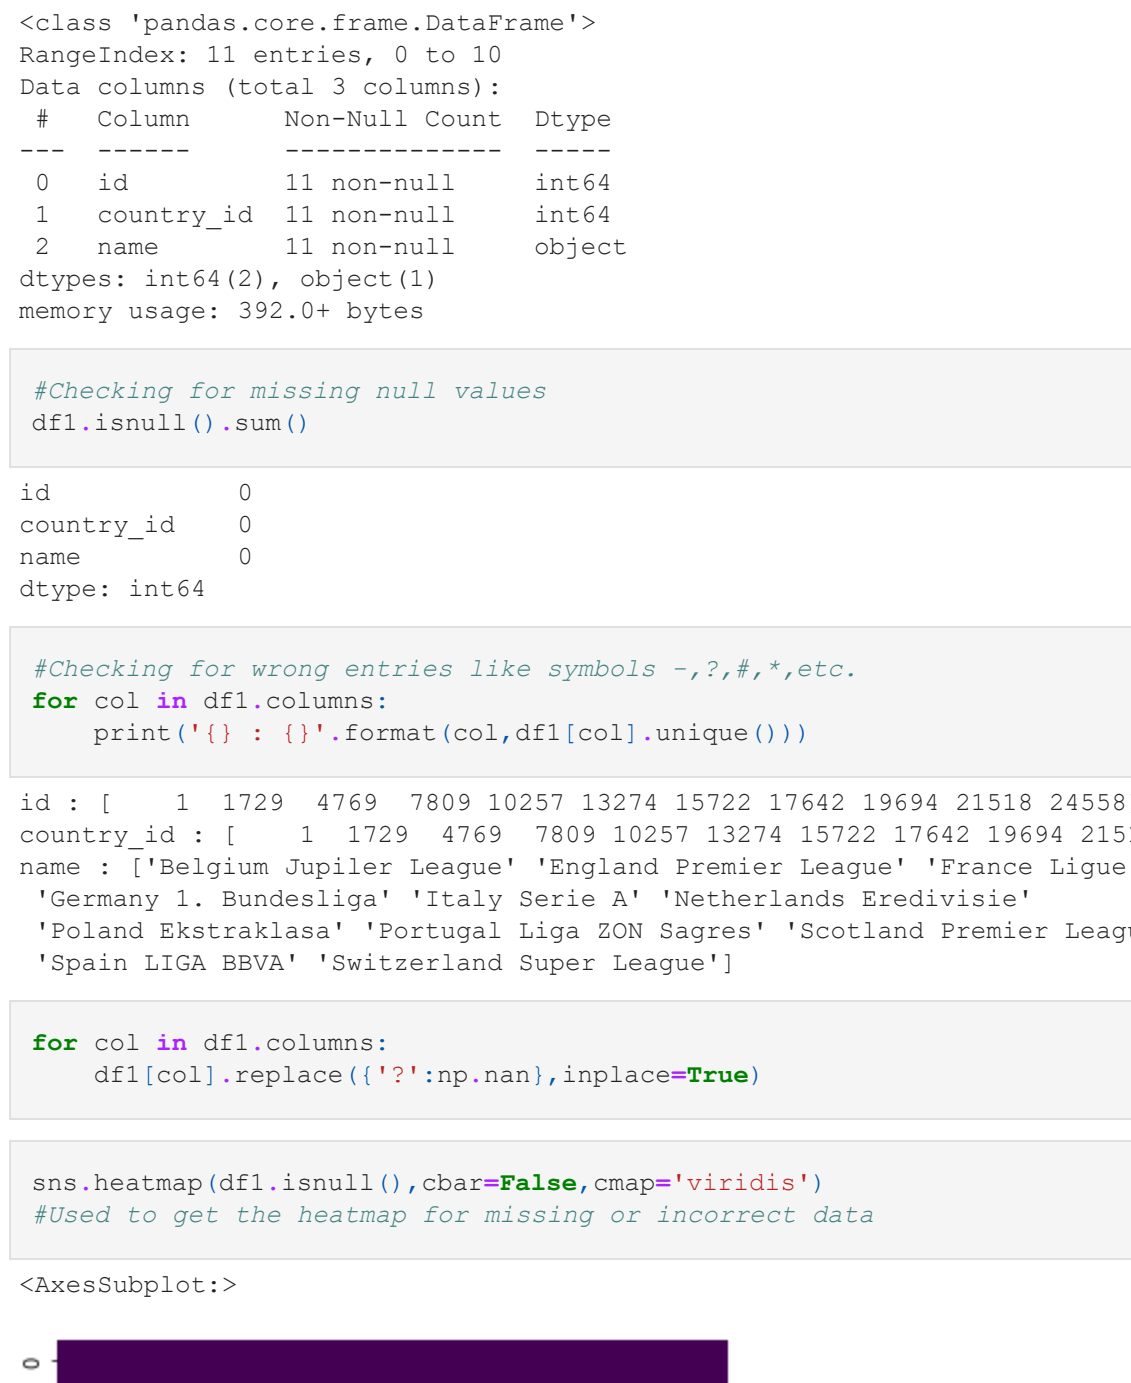 <class 'pandas.core.frame.DataFrame'>
RangeIndex: 11 entries, 0 to 10
Data columns (total 3 columns):
 #   Column      Non-Null Count  Dtype
---  ------      --------------  -----
 0   id          11 non-null     int64
 1   country_id  11 non-null     int64
 2   name        11 non-null     object
dtypes: int64(2), object(1)
memory usage: 392.0+ bytes
#Checking for missing null values
df1.isnull().sum()
id            0
country_id    0
name          0
dtype: int64
#Checking for wrong entries like symbols -,?,#,*,etc.
for col in df1.columns:
    print('{} : {}'.format(col,df1[col].unique()))
id : [    1  1729  4769  7809 10257 13274 15722 17642 19694 21518 24558
country_id : [    1  1729  4769  7809 10257 13274 15722 17642 19694
name : ['Belgium Jupiler League' 'England Premier League' 'France Ligue
 'Germany 1. Bundesliga' 'Italy Serie A' 'Netherlands Eredivisie'
 'Poland Ekstraklasa' 'Portugal Liga ZON Sagres' 'Scotland Premier
 'Spain LIGA BBVA' 'Switzerland Super League']
for col in df1.columns:
    df1[col].replace({'?':np.nan},inplace=True)
sns.heatmap(df1.isnull(),cbar=False,cmap='viridis')
#Used to get the heatmap for missing or incorrect data
<AxesSubplot:>
0